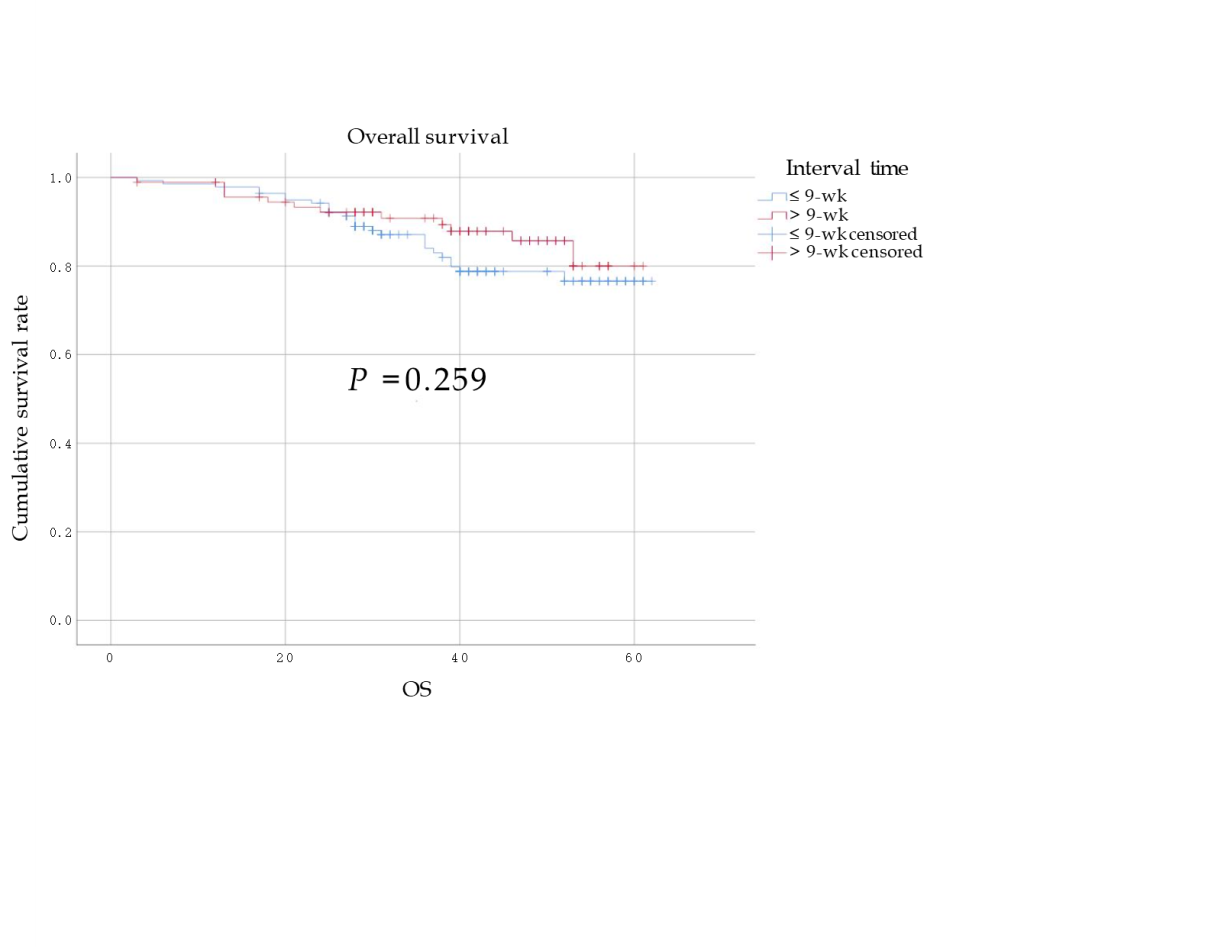 Overall survival
Interval time
≤ 9-wk
> 9-wk
≤ 9-wk censored
> 9-wk censored
Cumulative survival rate
1.0
0.8
0.6
0.4
0.2
0.0
P = 0.259
0 20 40 60
OS